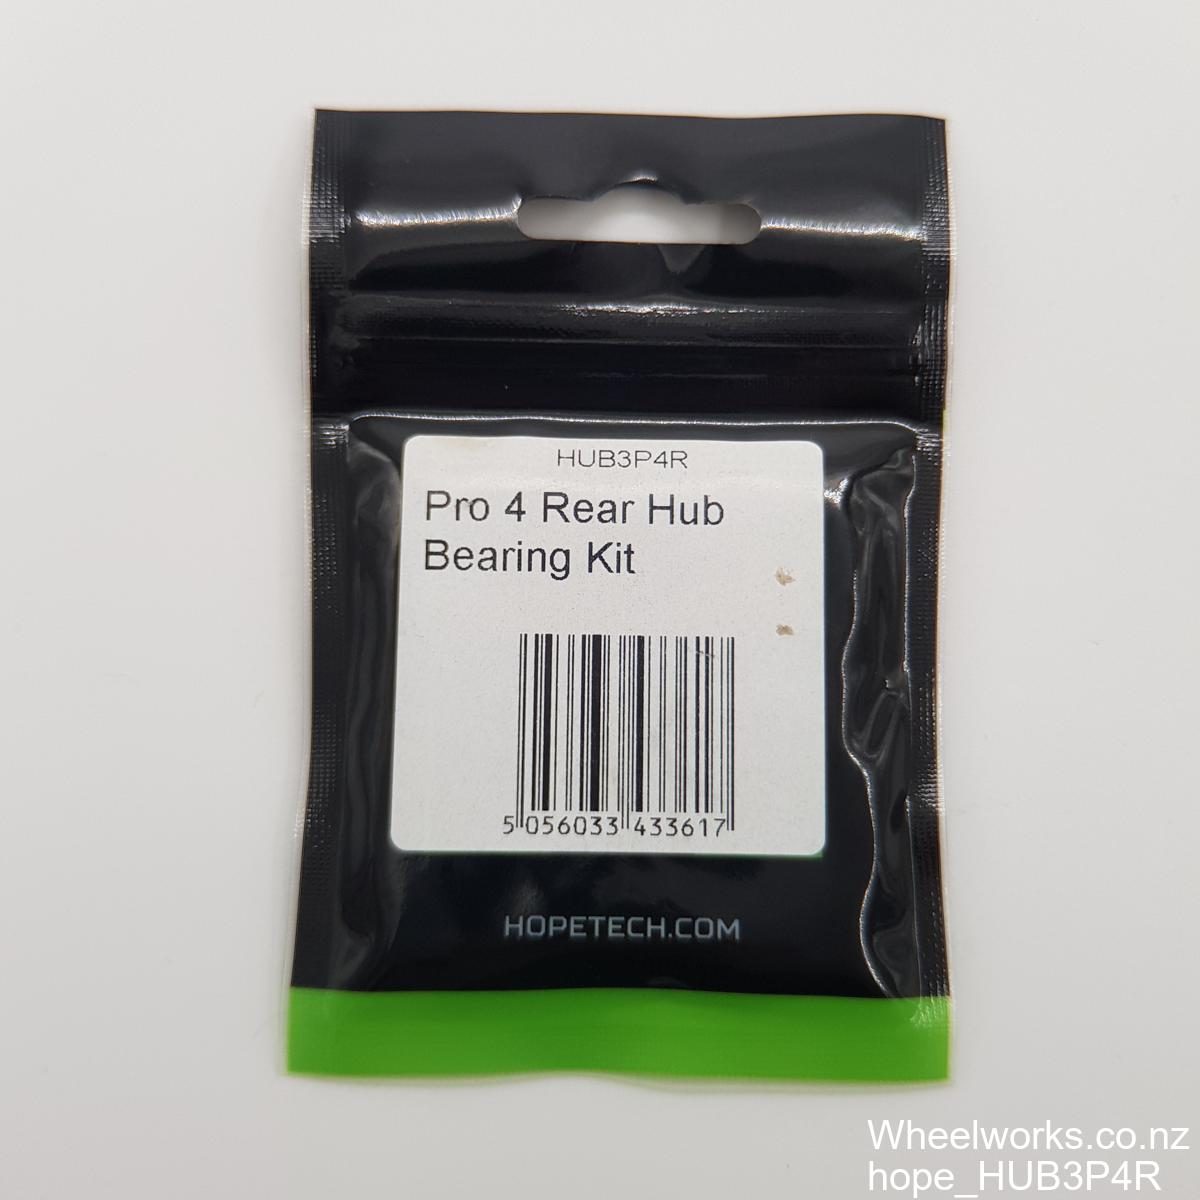 HUB3P4R
Pro 4 Rear Hub
Bearing Kit
5 056033 433617
HOPETECH.COM
Wheelworks.co.nz
hope_HUB3P4R